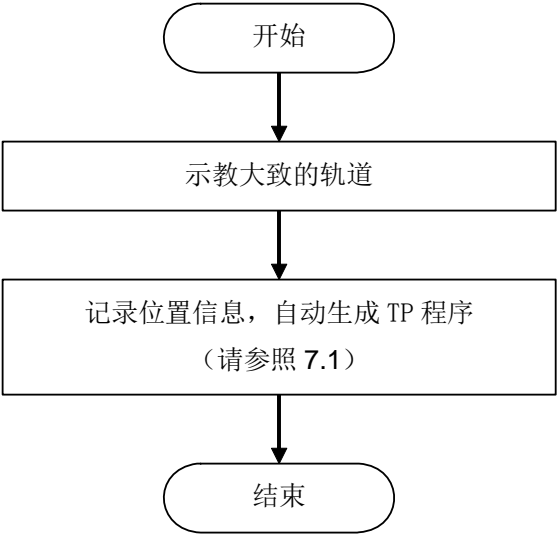 开始
示教大致的轨道
记录位置信息，自动生成 TP 程序
（请参照 7.1）
结束